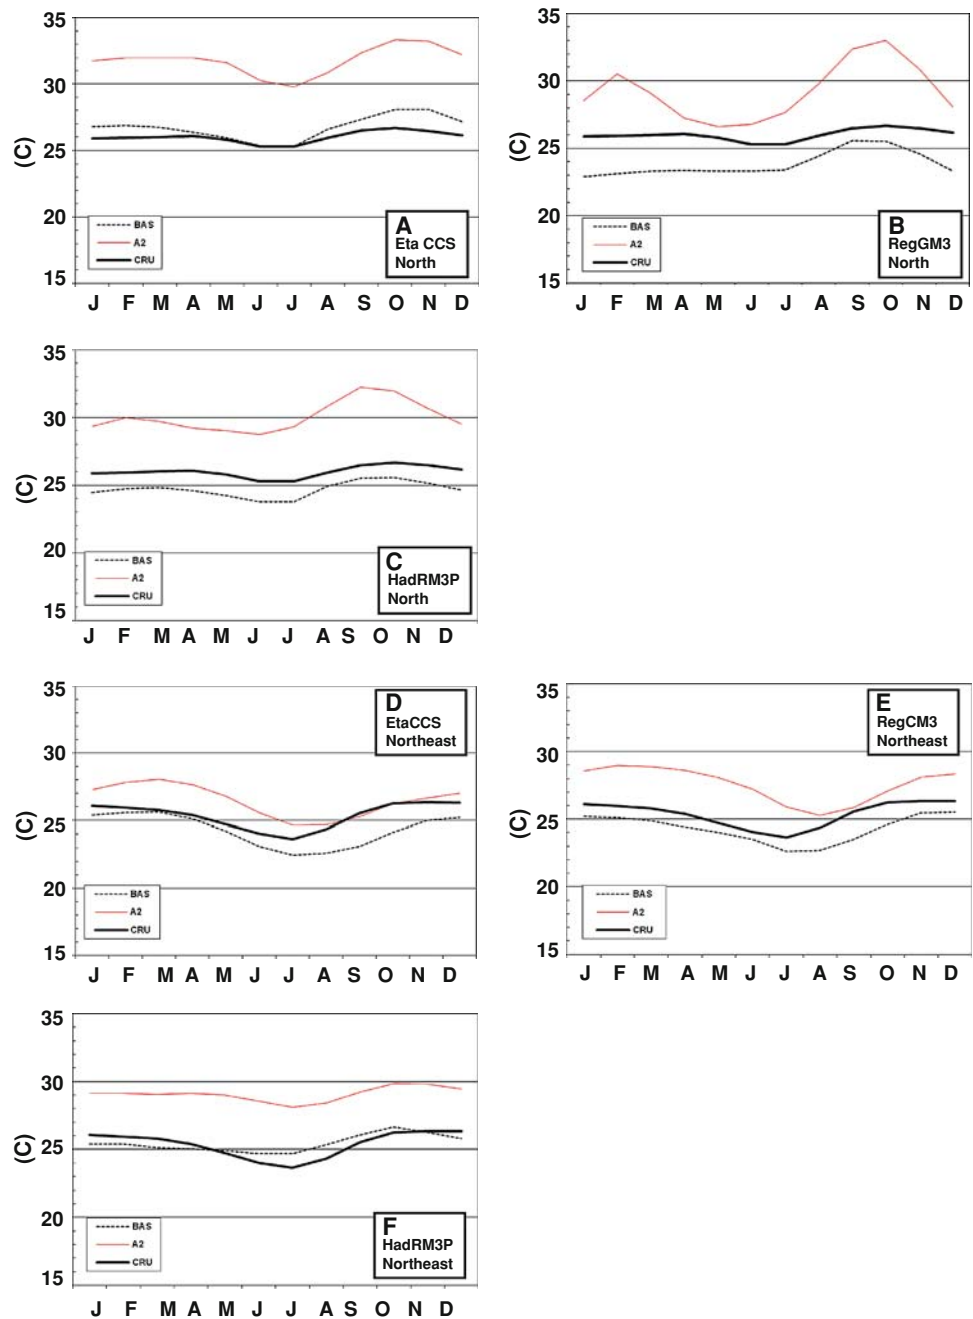 35
30
(C)
25
20
15
BAS
A2
CRU
A
Eta CCS
North
J F M A M J J A S O N D
35
30
(C)
25
20
15
BAS
A2
CRU
B
RegGM3
North
J F M A M J J A S O N D
35
30
(C)
25
20
15
BAS
A2
CRU
C
HadRM3P
North
J F M A M J J A S O N D
35
30
(C)
25
20
15
BAS
A2
CRU
D
EtaCCS
Northeast
J F M A M J J A S O N D
35
30
(C)
25
20
15
BAS
A2
CRU
E
RegCM3
Northeast
J F M A M J J A S O N D
35
30
(C)
25
20
15
BAS
A2
CRU
F
HadRM3P
Northeast
J F M A M J J A S O N D